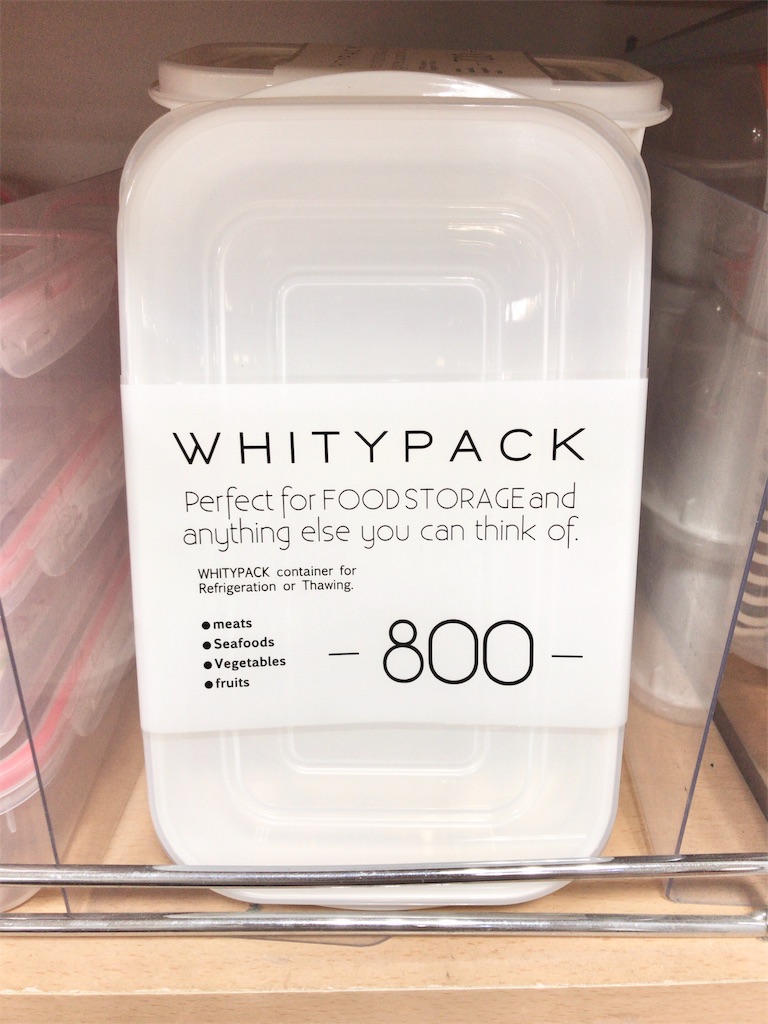 WHITYPACK
Perfect for FOOD STORAGE and
anything else you can think of.
WHITYPACK container for
Refrigeration or Thawing.
● meats
● Seafoods
● Vegetables
● fruits
— 800 —